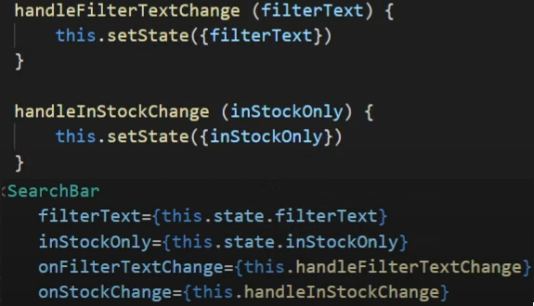 handleFilterTextChange (filterText) {
    this.setState({filterText})
}
handleInStockChange (inStockOnly) {
    this.setState({inStockOnly})
}
<SearchBar
    filterText={this.state.filterText}
    inStockOnly={this.state.inStockOnly}
    onFilterTextChange={this.handleFilterTextChange}
    onStockChange={this.handleInStockChange}